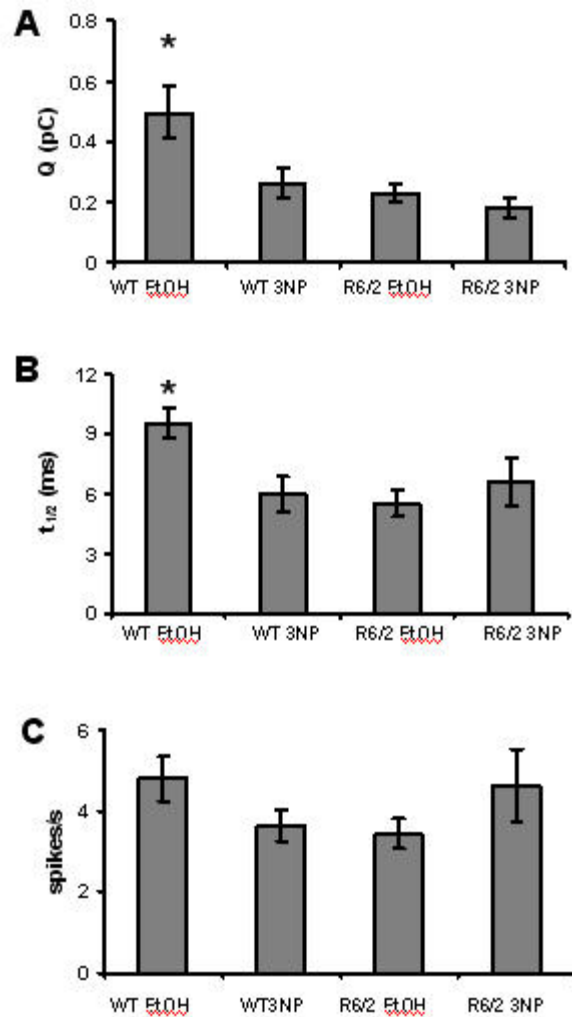 A
0.8
*
0.6
0.4
0.2
0
Q (pC)
WT EtOH WT 3NP R6/2 EtOH R6/2 3NP
B
12
*
9
6
3
0
t1/2 (ms)
WT EtOH WT 3NP R6/2 EtOH R6/2 3NP
C
6
4
2
0
spikes/s
WT EtOH WT3NP R6/2 EtOH R6/2 3NP